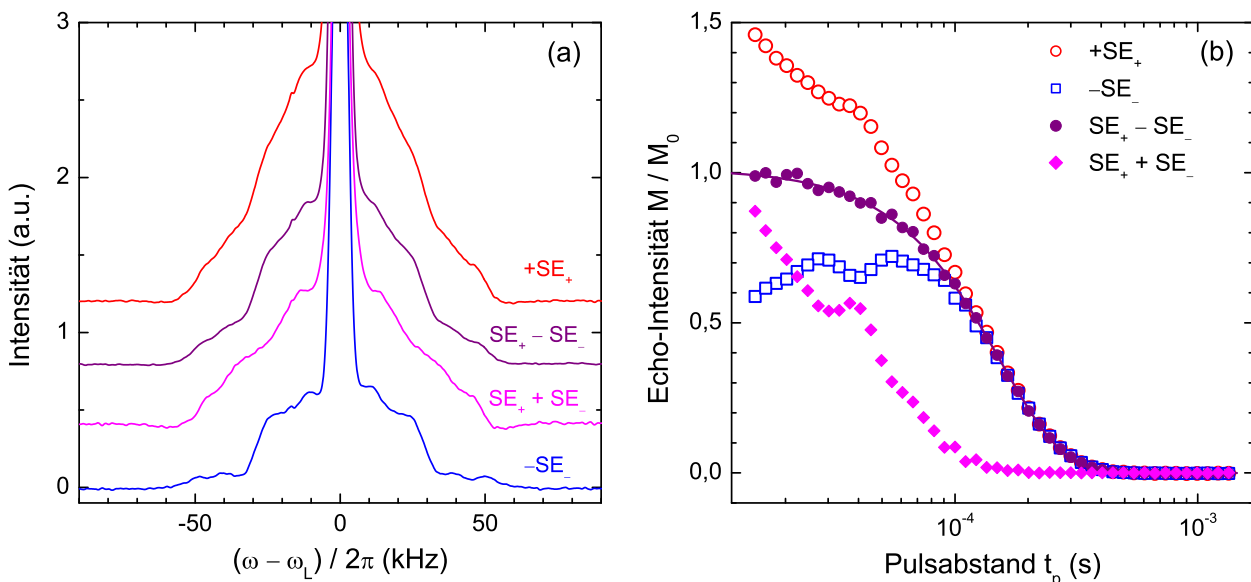 3
2
1
0
Intensität (a.u.)
(a)
+SE₊
SE₊ – SE₋
SE₊ + SE₋
–SE₋
-50
0
50
(ω – ω_L) / 2π (kHz)
1,5
1,0
0,5
0,0
Echo-Intensität M / M₀
(b)
+SE₊
–SE₋
SE₊ – SE₋
SE₊ + SE₋
10⁻⁴
10⁻³
Pulsabstand tₚ (s)